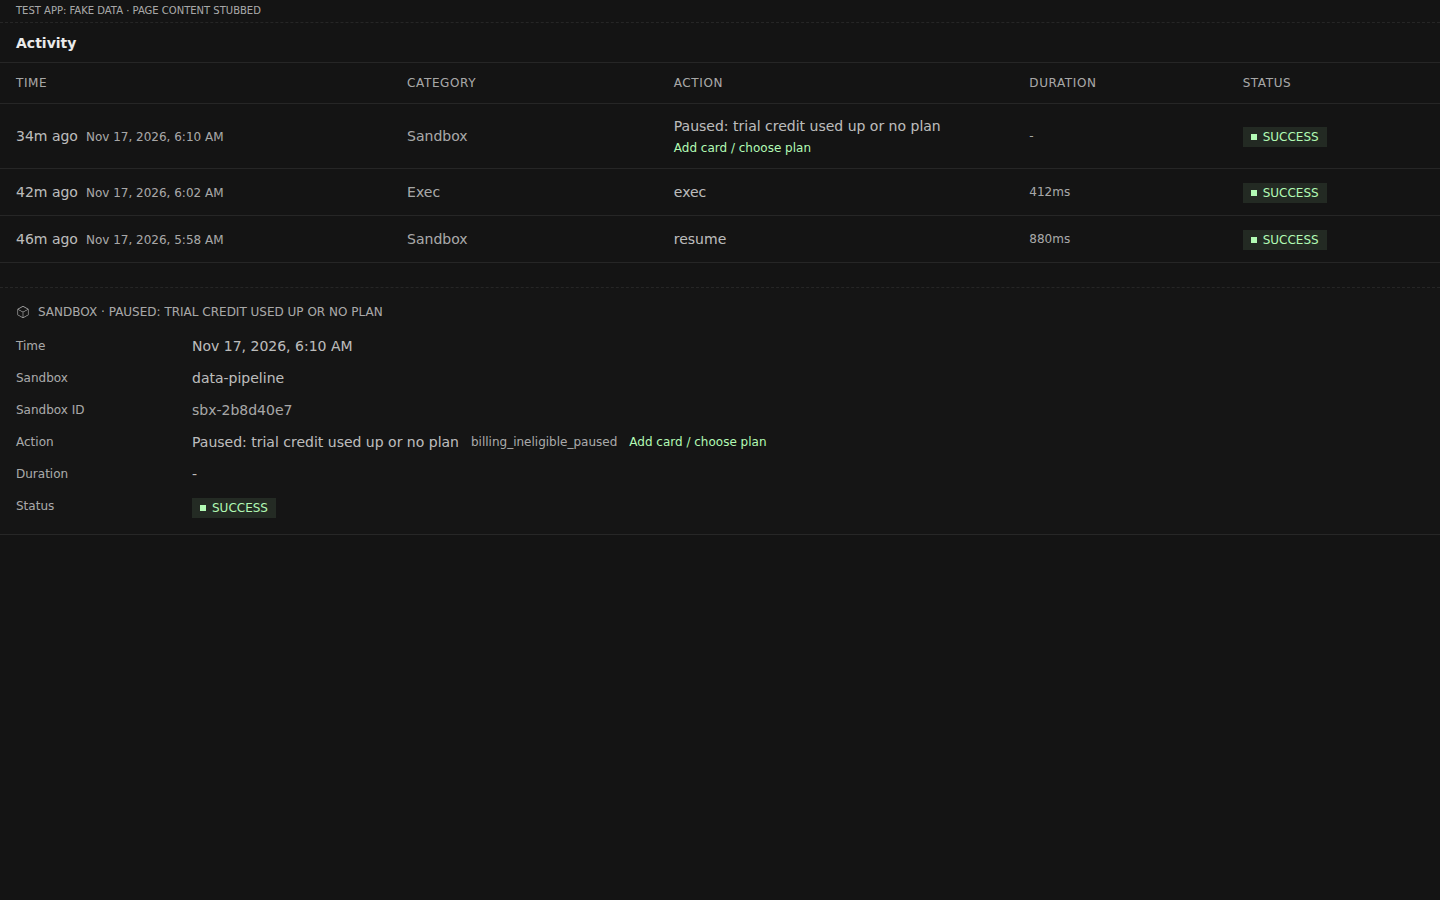 TEST APP: FAKE DATA · PAGE CONTENT STUBBED
Activity
TIME CATEGORY ACTION DURATION STATUS
34m ago Nov 17, 2026, 6:10 AM Sandbox Paused: trial credit used up or no plan - SUCCESS
Add card / choose plan
42m ago Nov 17, 2026, 6:02 AM Exec exec 412ms SUCCESS
46m ago Nov 17, 2026, 5:58 AM Sandbox resume 880ms SUCCESS
SANDBOX · PAUSED: TRIAL CREDIT USED UP OR NO PLAN
Time Nov 17, 2026, 6:10 AM
Sandbox data-pipeline
Sandbox ID sbx-2b8d40e7
Action Paused: trial credit used up or no plan billing_ineligible_paused Add card / choose plan
Duration -
Status SUCCESS